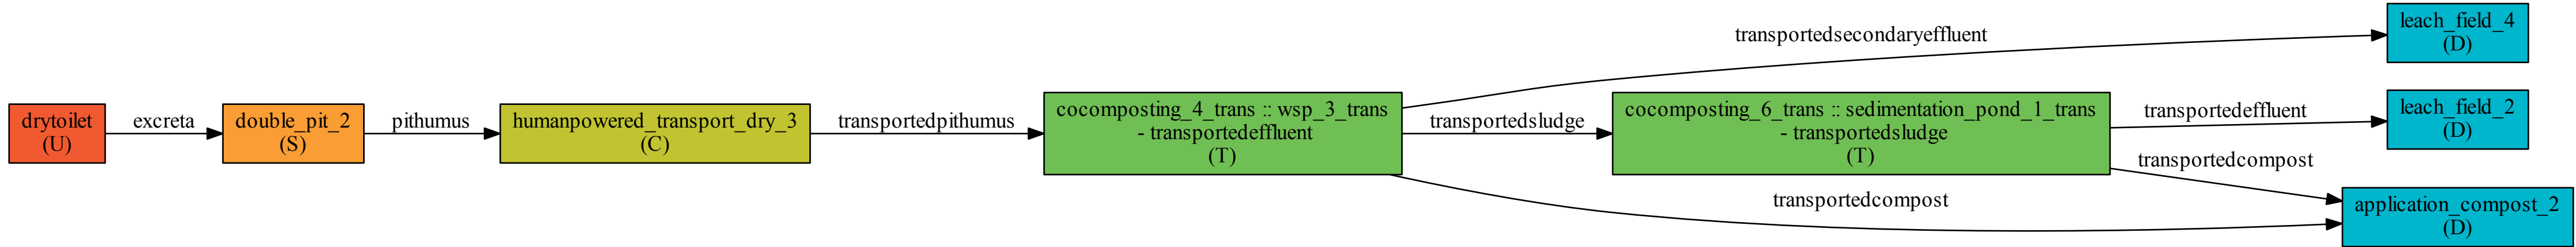 drytoilet
(U)
excreta
double_pit_2
(S)
pithumus
humanpowered_transport_dry_3
(C)
transportedpithumus
cocomposting_4_trans :: wsp_3_trans
- transportedeffluent
(T)
transportedsecondaryeffluent
transportedsludge
transportedcompost
cocomposting_6_trans :: sedimentation_pond_1_trans
- transportedsludge
(T)
transportedeffluent
transportedcompost
leach_field_4
(D)
leach_field_2
(D)
application_compost_2
(D)